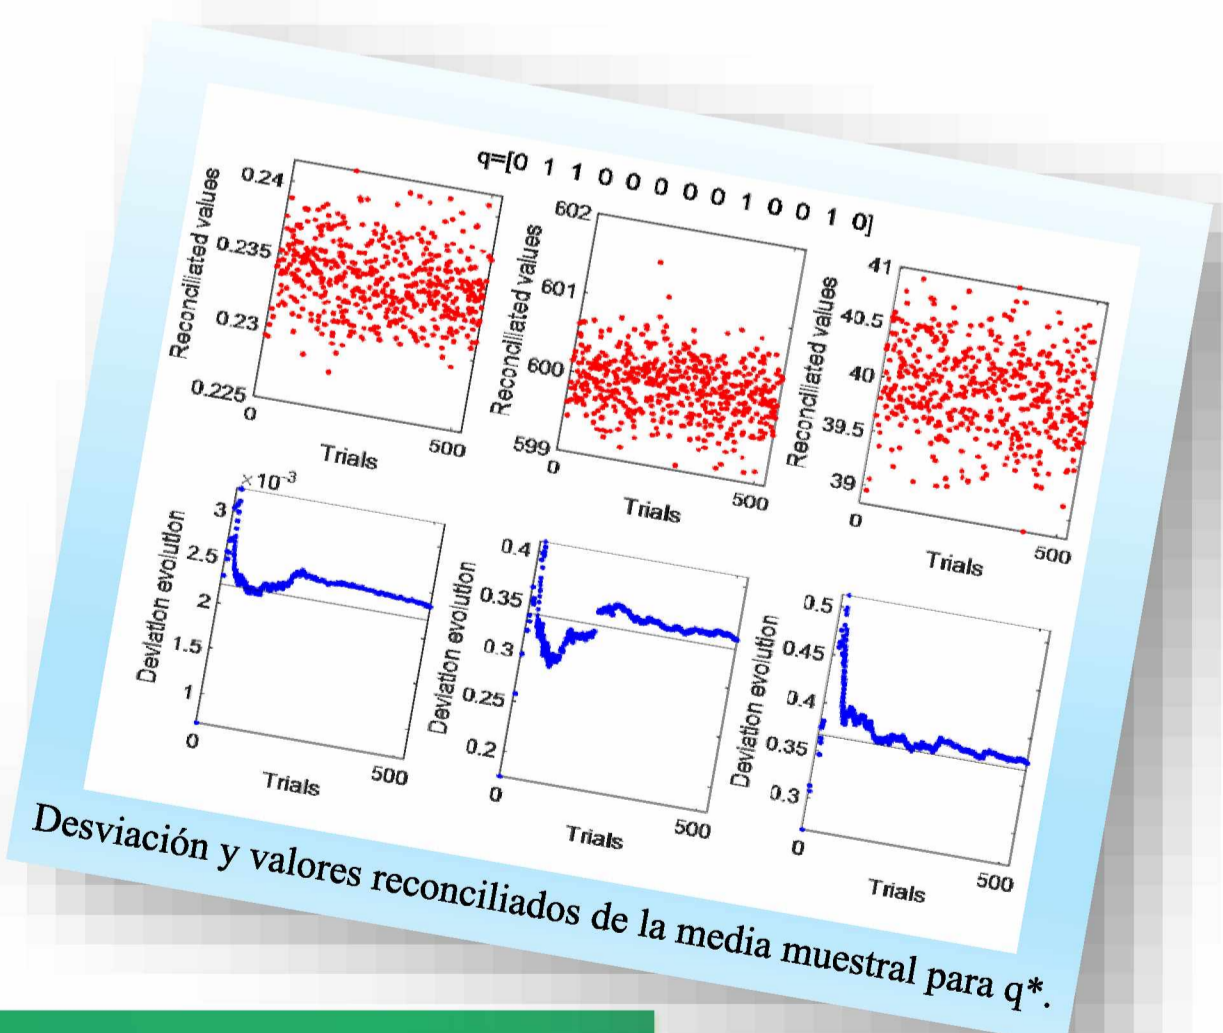 q=[0 1 1 0 0 0 0 0 1 0 0 1 0]
Reconciliated values
0.24
0.235
0.23
0.225
0
500
Trials
Reconciliated values
602
601
600
599
0
500
Trials
Reconciliated values
41
40.5
40
39.5
39
0
500
Trials
Deviation evolution
×10⁻³
3
2.5
2
1.5
1
0
500
Trials
Deviation evolution
0.4
0.35
0.3
0.25
0.2
0
500
Trials
Deviation evolution
0.5
0.45
0.4
0.35
0.3
0
500
Trials
Desviación y valores reconciliados de la media muestral para q*.